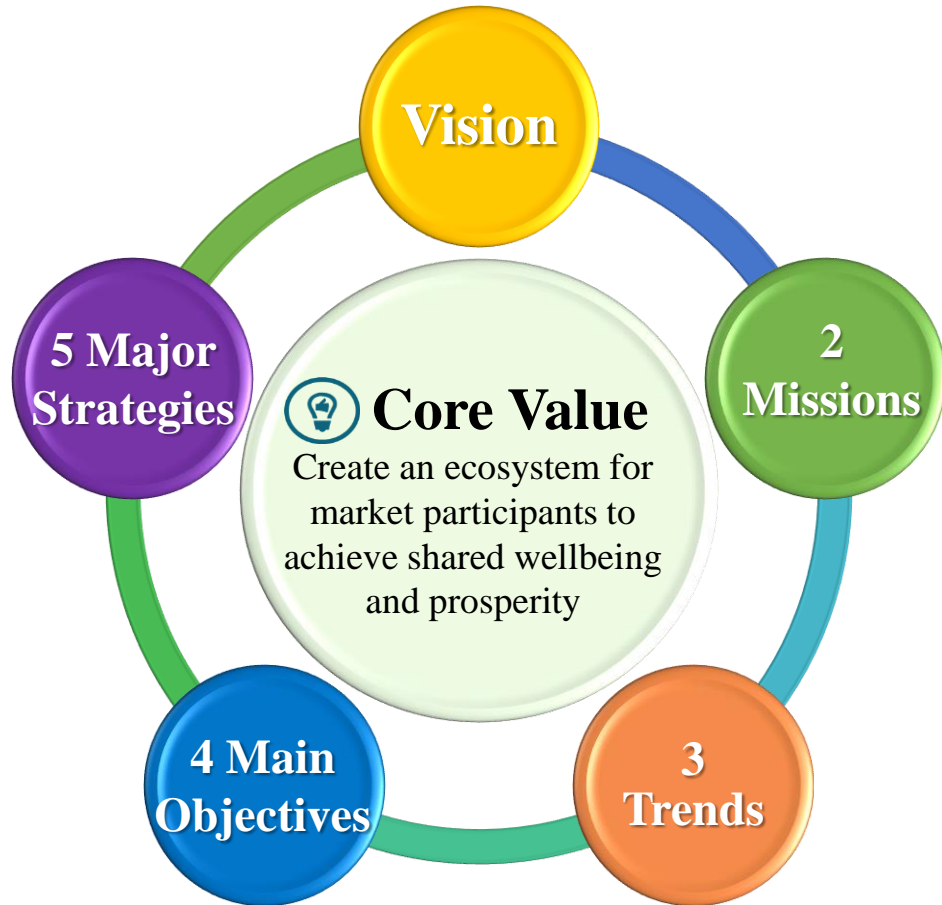 Vision
2
Missions
3
Trends
4 Main
Objectives
5 Major
Strategies
Core Value
Create an ecosystem for
market participants to
achieve shared wellbeing
and prosperity